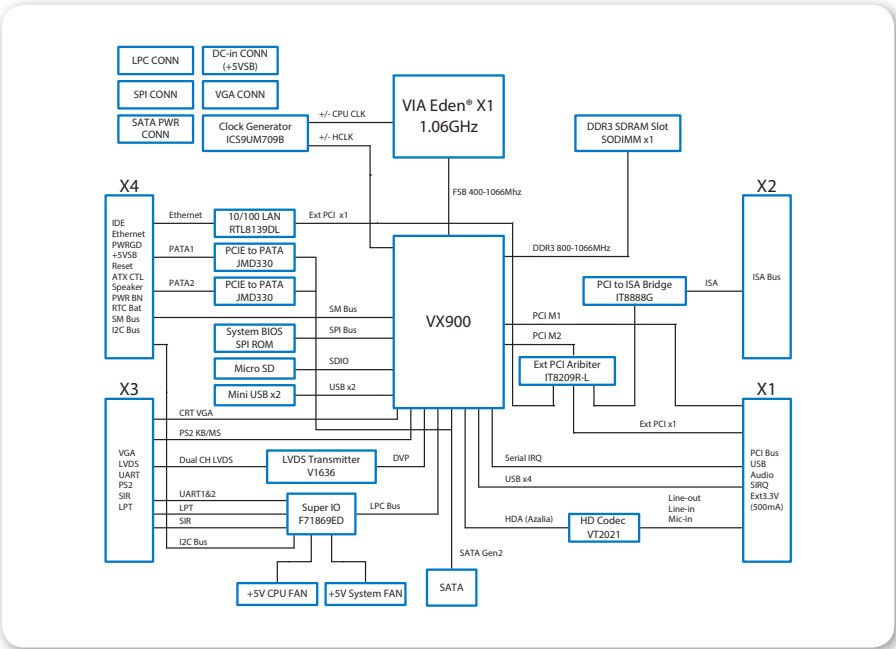 LPC CONN
DC-in CONN
(+5VSB)
SPI CONN
VGA CONN
SATA PWR
CONN
Clock Generator
ICS9UM709B
+/- CPU CLK
+/- HCLK
VIA Eden® X1
1.06GHz
DDR3 SDRAM Slot
SODIMM x1
FSB 400-1066Mhz
DDR3 800-1066MHz
X4
IDE
Ethernet
PWRGD
+5VSB
Reset
ATX CTL
Speaker
PWR BN
RTC Bat
SM Bus
I2C Bus
Ethernet
10/100 LAN
RTL8139DL
Ext PCI x1
PATA1
PCIE to PATA
JMD330
PATA2
PCIE to PATA
JMD330
SM Bus
System BIOS
SPI ROM
SPI Bus
Micro SD
SDIO
Mini USB x2
USB x2
VX900
X2
ISA Bus
PCI to ISA Bridge
IT8888G
ISA
PCI M1
PCI M2
Ext PCI Aribiter
IT8209R-L
Ext PCI x1
X3
VGA
LVDS
UART
PS2
SIR
LPT
CRT VGA
PS2 KB/MS
Dual CH LVDS
LVDS Transmitter
V1636
DVP
UART1&2
LPT
SIR
I2C Bus
Super IO
F71869ED
LPC Bus
+5V CPU FAN
+5V System FAN
SATA Gen2
SATA
Serial IRQ
USB x4
HDA (Azalia)
HD Codec
VT2021
Line-out
Line-in
Mic-in
X1
PCI Bus
USB
Audio
SIRQ
Ext3.3V
(500mA)